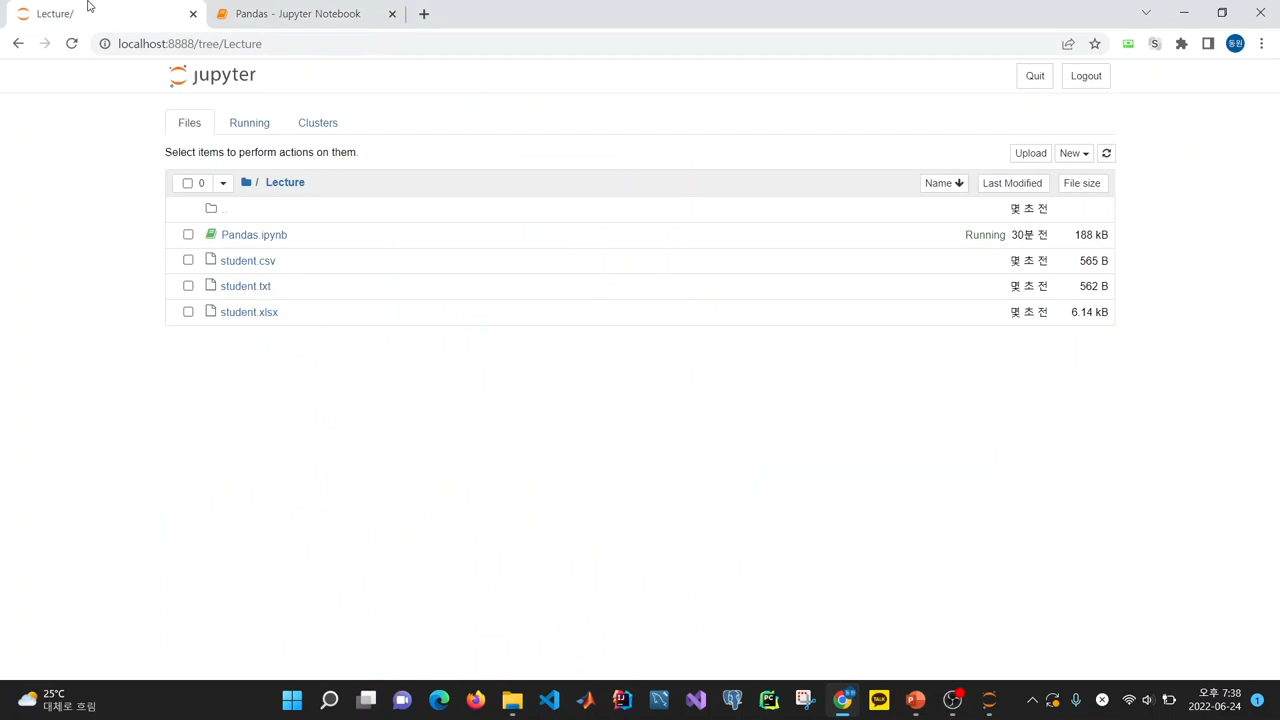 Lecture/
Pandas - Jupyter Notebook
localhost:8888/tree/Lecture
S
동원
jupyter
Quit
Logout
Files
Running
Clusters
Select items to perform actions on them.
Upload
New
0
/
Lecture
Name
Last Modified
File size
..
몇 초 전
Pandas.ipynb
Running
30분 전
188 kB
student.csv
몇 초 전
565 B
student.txt
몇 초 전
562 B
student.xlsx
몇 초 전
6.14 kB
25°C
대체로 흐림
오후 7:38
2022-06-24
1